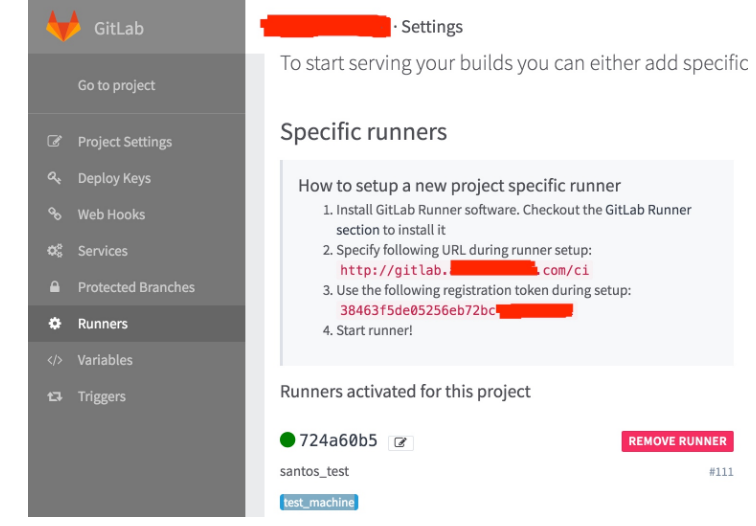 GitLab
· Settings
Go to project
To start serving your builds you can either add specific
Project Settings
Deploy Keys
Web Hooks
Services
Protected Branches
Runners
Variables
Triggers
Specific runners
How to setup a new project specific runner
1. Install GitLab Runner software. Checkout the GitLab Runner
section to install it
2. Specify following URL during runner setup:
http://gitlab. .com/ci
3. Use the following registration token during setup:
38463f5de05256eb72bc
4. Start runner!
Runners activated for this project
724a60b5
REMOVE RUNNER
santos_test
#111
test_machine